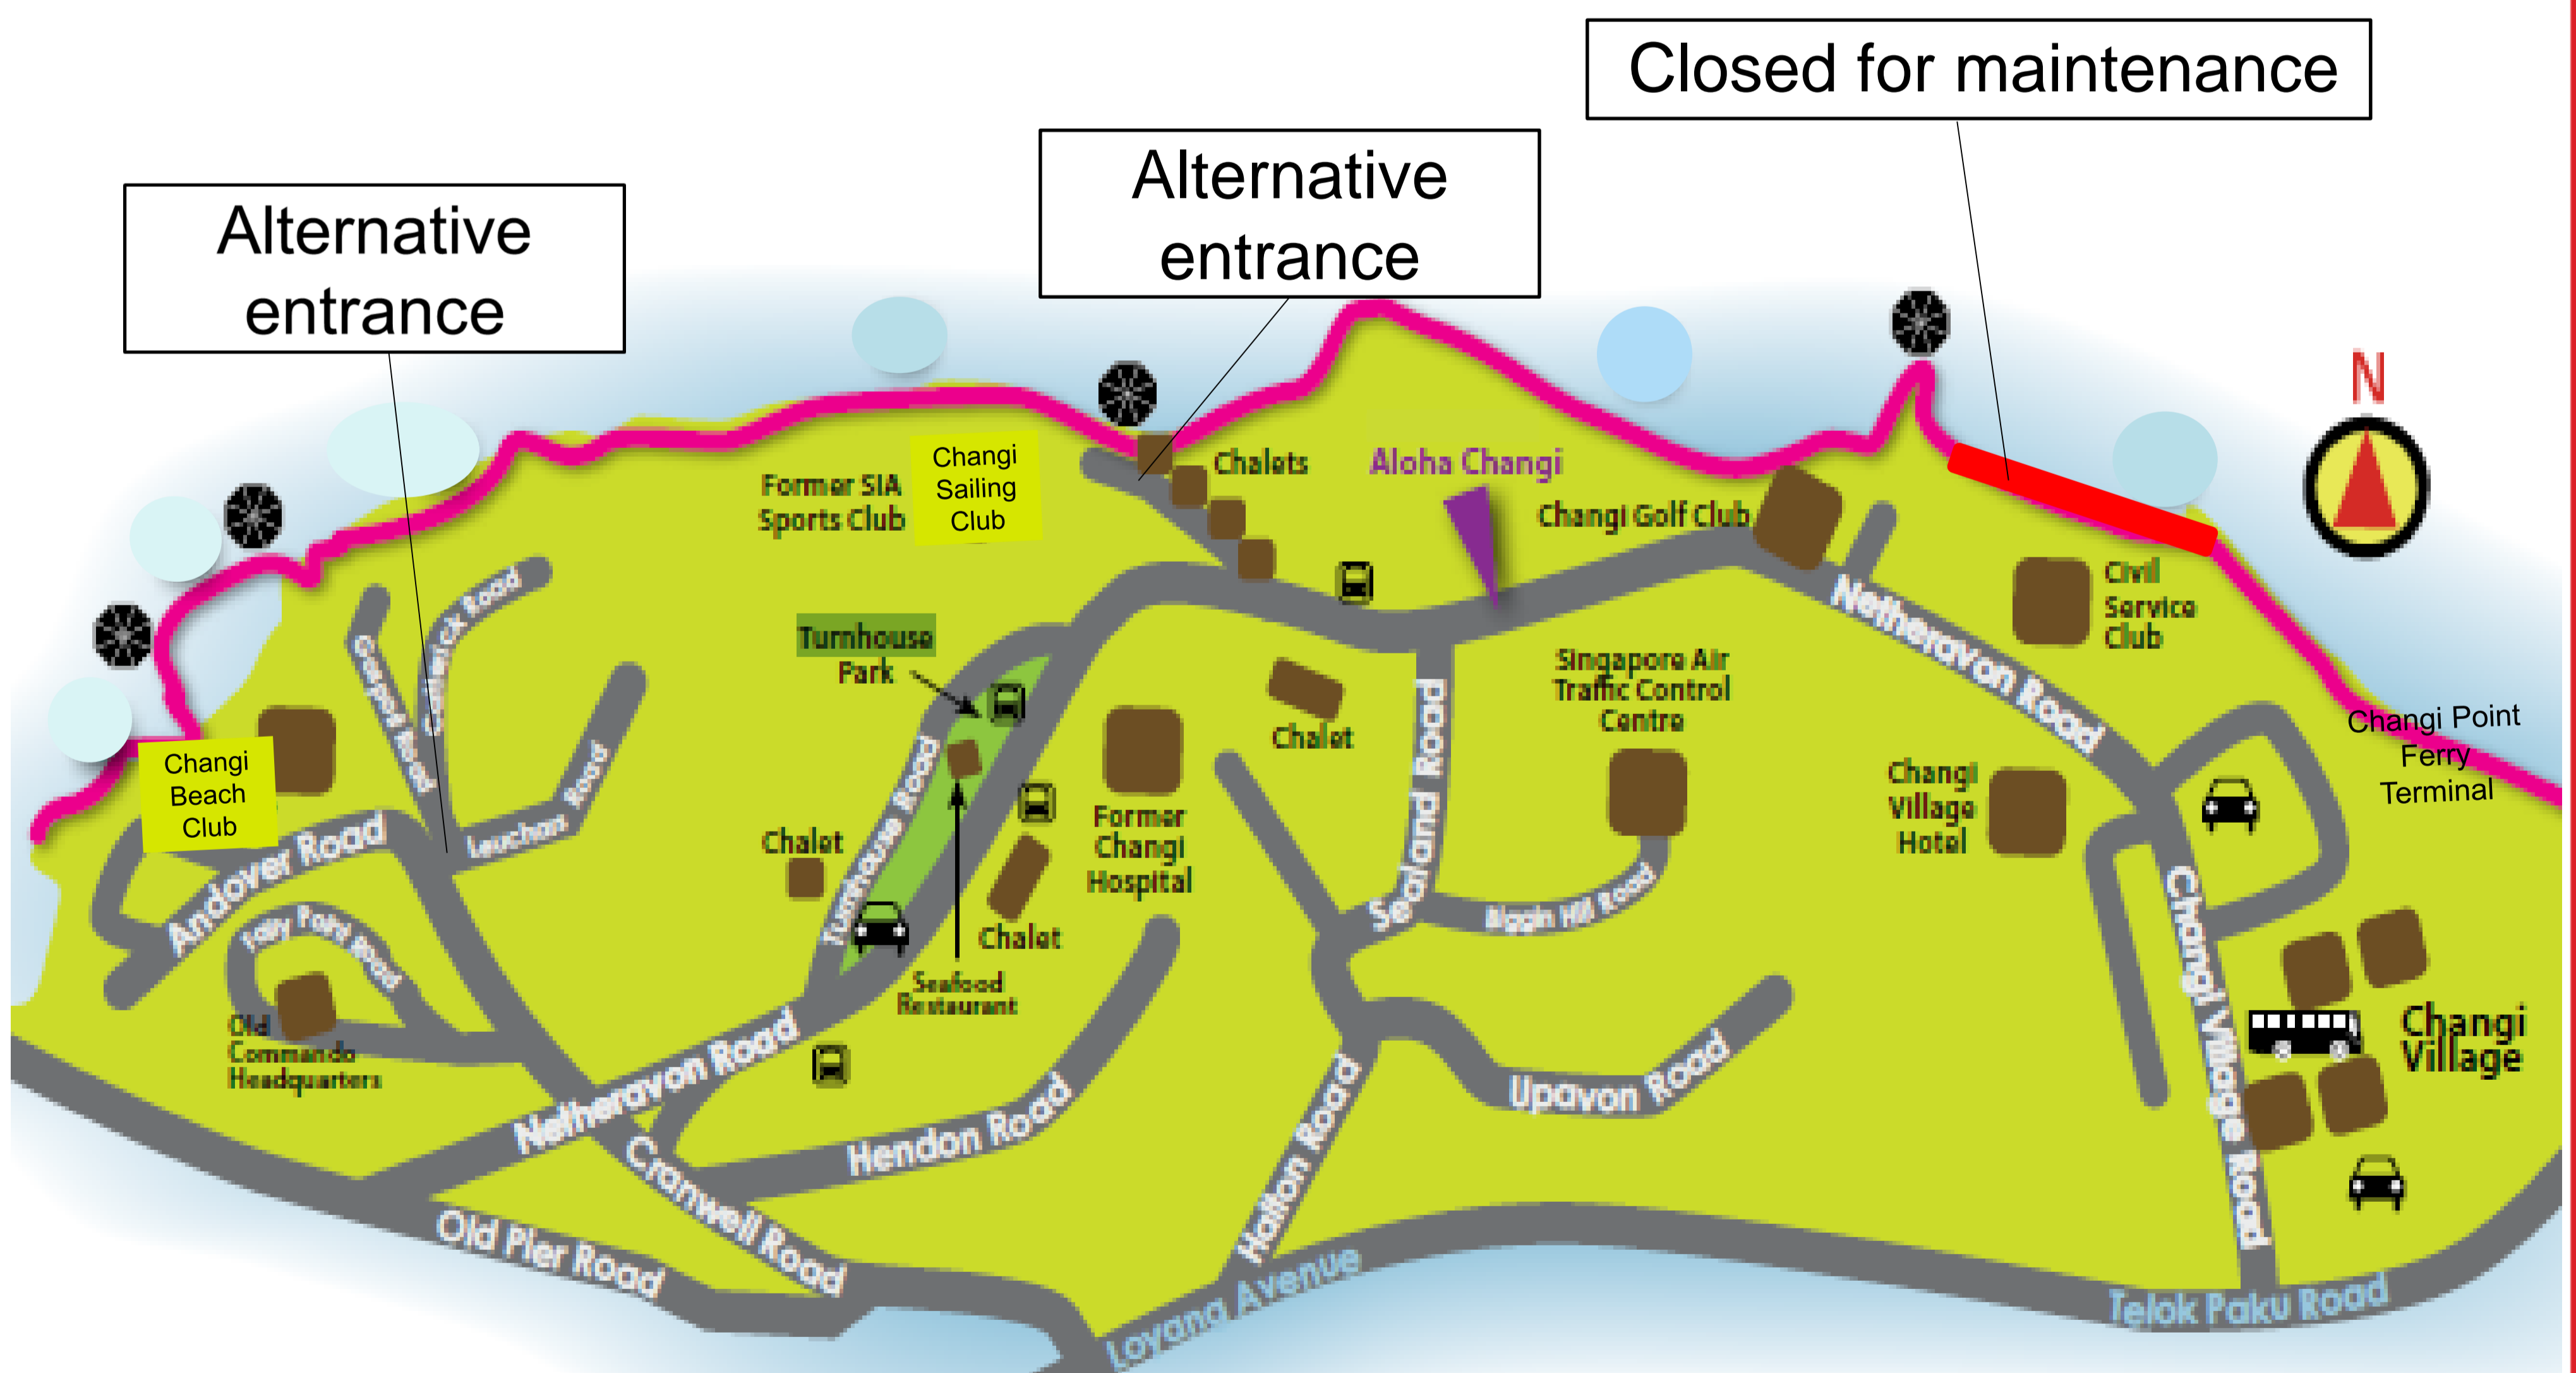 Closed for maintenance
Alternative
entrance
Alternative
entrance
N
Chalets
Aloha Changi
Former SIA
Sports Club
Changi
Sailing
Club
Changi Golf Club
Civil
Service
Club
Netheravon Road
Gosport Road
Road
Turnhouse
Park
Singapore Air
Traffic Control
Centre
Changi Point
Ferry
Terminal
Changi
Beach
Club
Chalet
Sealand Road
Turnhouse Road
Former
Changi
Hospital
Changi
Village
Hotel
Leuchars Road
Chalet
Andover Road
Biggin Hill Road
Changi Village Road
Fairy Point Road
Chalet
Seafood
Restaurant
Old
Commando
Headquarters
Changi
Village
Netheravon Road
Upavon Road
Hendon Road
Halton Road
Cranwell Road
Old Pier Road
Loyang Avenue
Telok Paku Road